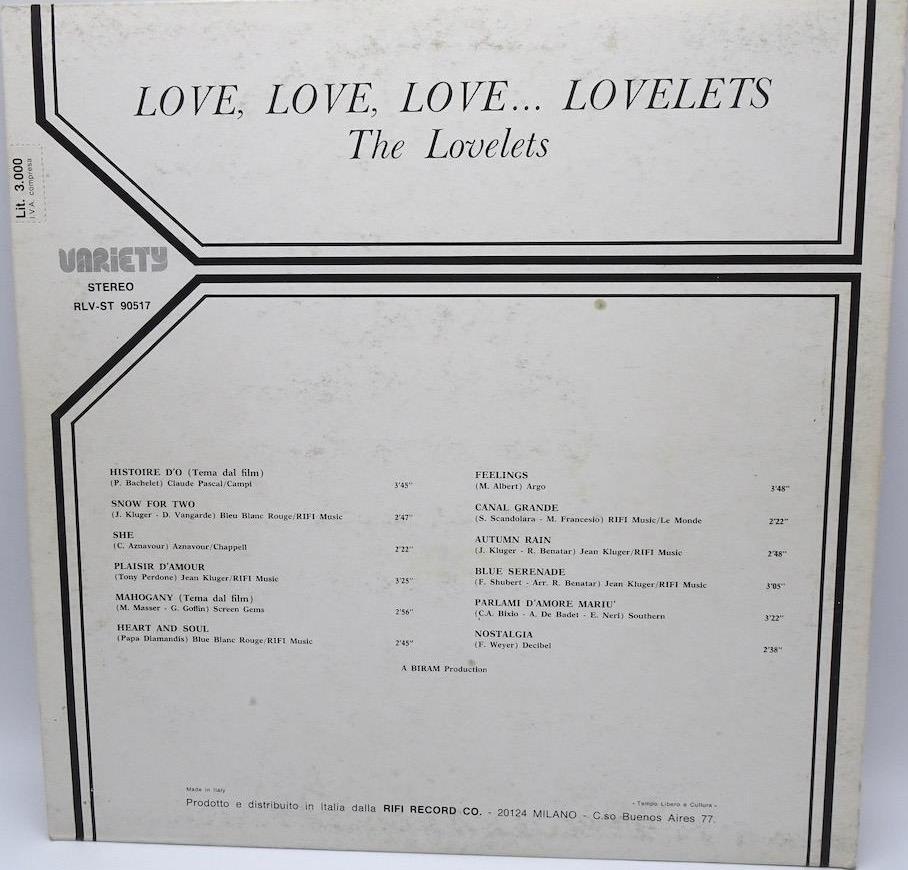 LOVE, LOVE, LOVE... LOVELETS
The Lovelets
Lit. 3.000
I.V.A. compresa
VARIETY
STEREO
RLV-ST 90517
HISTOIRE D'O (Tema dal film)
(P. Bachelet) Claude Pascal/Campi 3'45"
SNOW FOR TWO
(J. Kluger - D. Vangarde) Bleu Blanc Rouge/RIFI Music 2'47"
SHE
(C. Aznavour) Aznavour/Chappell 2'22"
PLAISIR D'AMOUR
(Tony Perdone) Jean Kluger/RIFI Music 3'25"
MAHOGANY (Tema dal film)
(M. Masser - G. Goffin) Screen Gems 2'56"
HEART AND SOUL
(Papa Diamandis) Blue Blanc Rouge/RIFI Music 2'45"
FEELINGS
(M. Albert) Argo 3'48"
CANAL GRANDE
(S. Scandolara - M. Francesio) RIFI Music/Le Monde 2'22"
AUTUMN RAIN
(J. Kluger - R. Benatar) Jean Kluger/RIFI Music 2'48"
BLUE SERENADE
(F. Shubert - Arr. R. Benatar) Jean Kluger/RIFI Music 3'05"
PARLAMI D'AMORE MARIU'
(C.A. Bixio - A. De Badet - E. Neri) Southern 3'22"
NOSTALGIA
(F. Weyer) Decibel 2'38"
A BIRAM Production
Made in Italy
- Tempo Libero e Cultura -
Prodotto e distribuito in Italia dalla RIFI RECORD CO. - 20124 MILANO - C.so Buenos Aires 77.